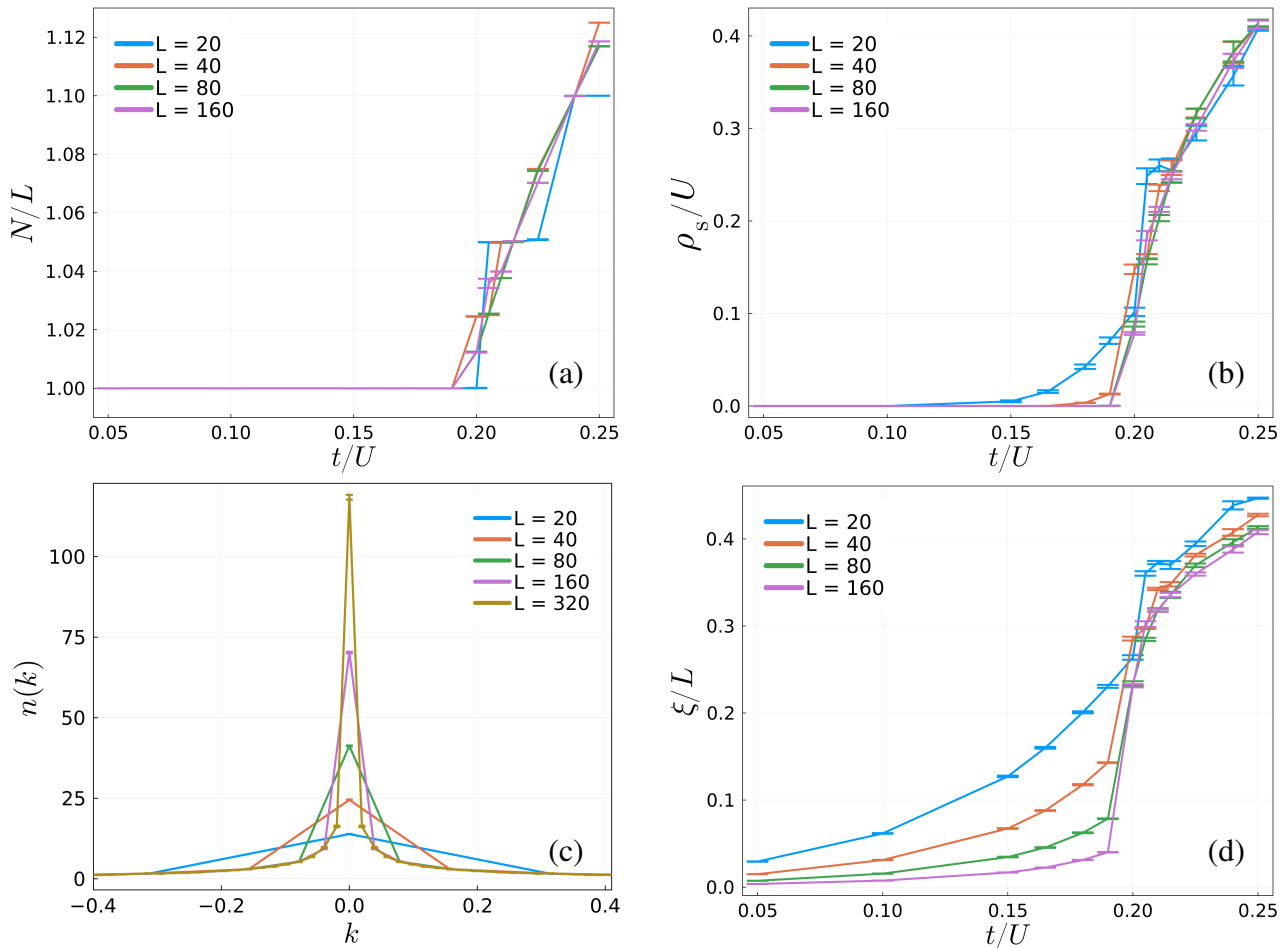 N/L
1.12
1.10
1.08
1.06
1.04
1.02
1.00
L = 20
L = 40
L = 80
L = 160
(a)
0.05 0.10 0.15 0.20 0.25
t/U
ρs/U
0.4
0.3
0.2
0.1
0.0
L = 20
L = 40
L = 80
L = 160
(b)
0.05 0.10 0.15 0.20 0.25
t/U
n(k)
100
75
50
25
0
L = 20
L = 40
L = 80
L = 160
L = 320
(c)
−0.4 −0.2 0.0 0.2 0.4
k
ξ/L
0.4
0.3
0.2
0.1
0.0
L = 20
L = 40
L = 80
L = 160
(d)
0.05 0.10 0.15 0.20 0.25
t/U